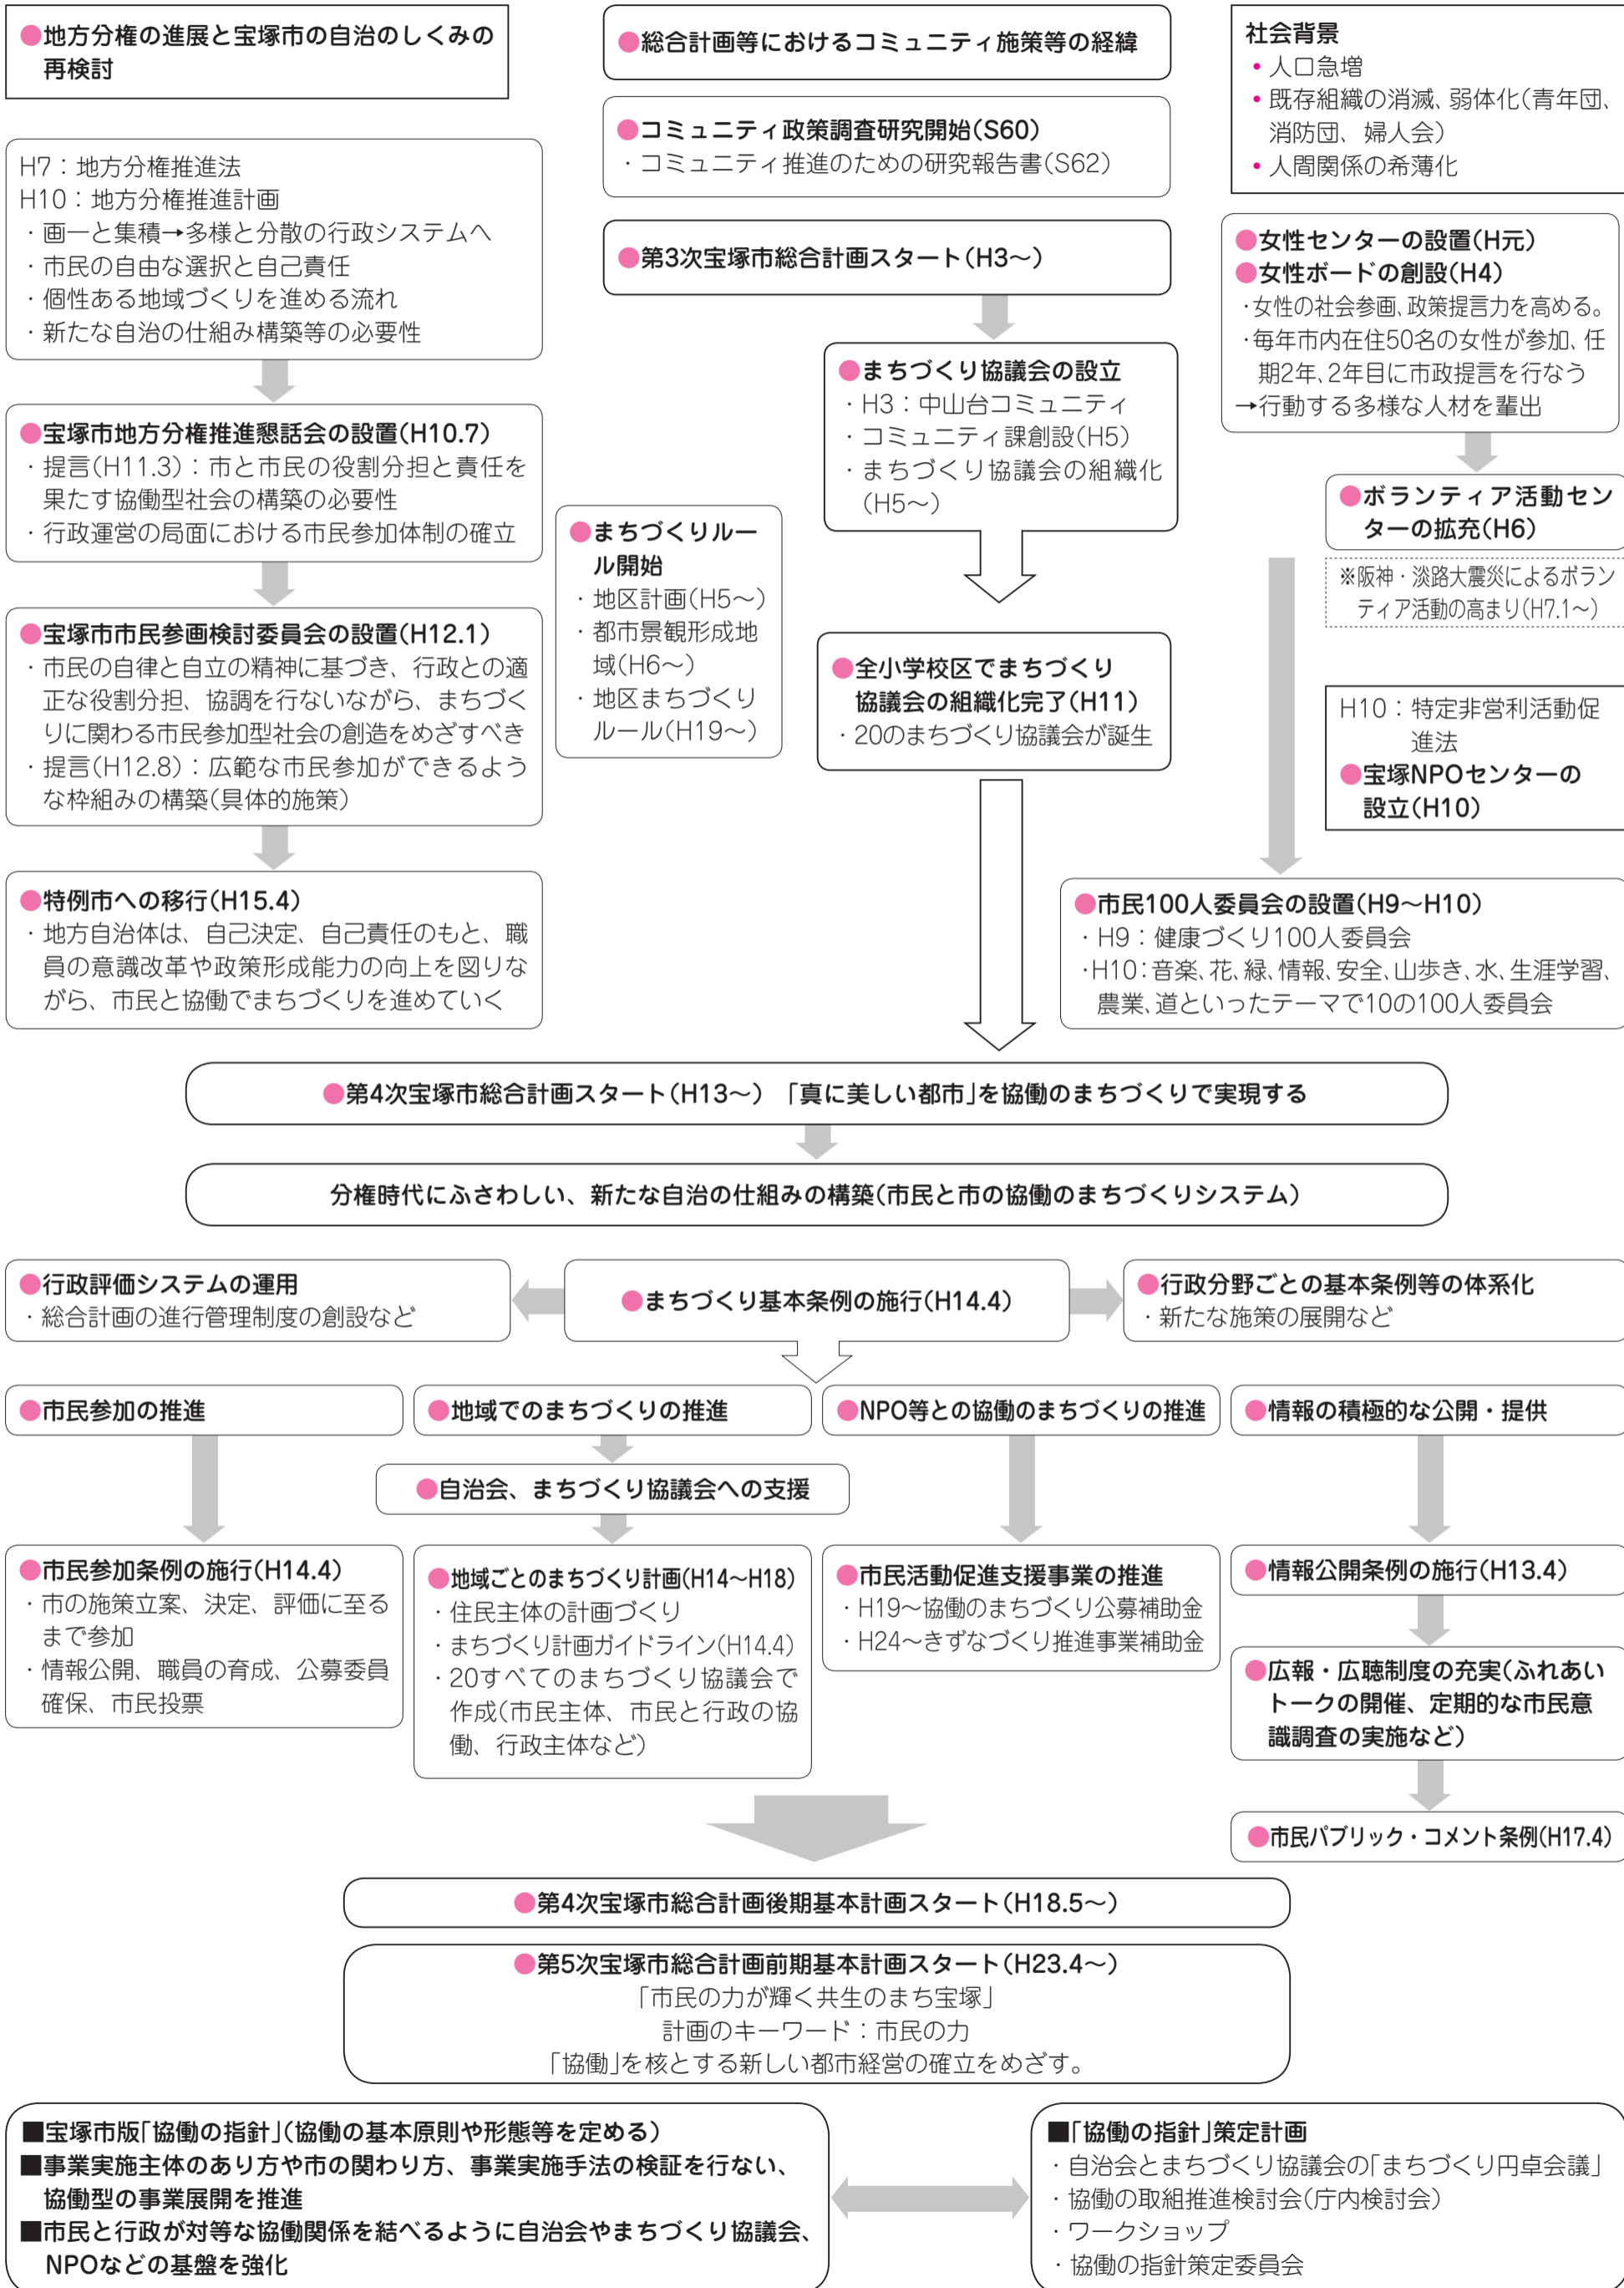 ●地方分権の進展と宝塚市の自治のしくみの
再検討
H7：地方分権推進法
H10：地方分権推進計画
・画一と集積→多様と分散の行政システムへ
・市民の自由な選択と自己責任
・個性ある地域づくりを進める流れ
・新たな自治の仕組み構築等の必要性
●宝塚市地方分権推進懇話会の設置(H10.7)
・提言(H11.3)：市と市民の役割分担と責任を
果たす協働型社会の構築の必要性
・行政運営の局面における市民参加体制の確立
●宝塚市市民参画検討委員会の設置(H12.1)
・市民の自律と自立の精神に基づき、行政との適
正な役割分担、協調を行ないながら、まちづく
りに関わる市民参加型社会の創造をめざすべき
・提言(H12.8)：広範な市民参加ができるよう
な枠組みの構築(具体的施策)
●特例市への移行(H15.4)
・地方自治体は、自己決定、自己責任のもと、職
員の意識改革や政策形成能力の向上を図りな
がら、市民と協働でまちづくりを進めていく
●総合計画等におけるコミュニティ施策等の経緯
●コミュニティ政策調査研究開始(S60)
・コミュニティ推進のための研究報告書(S62)
●第3次宝塚市総合計画スタート(H3～)
●まちづくり協議会の設立
・H3：中山台コミュニティ
・コミュニティ課創設(H5)
・まちづくり協議会の組織化
(H5～)
●まちづくりルー
ル開始
・地区計画(H5～)
・都市景観形成地
域(H6～)
・地区まちづくり
ルール(H19～)
●全小学校区でまちづくり
協議会の組織化完了(H11)
・20のまちづくり協議会が誕生
社会背景
・人口急増
・既存組織の消滅、弱体化(青年団、
消防団、婦人会)
・人間関係の希薄化
●女性センターの設置(H元)
●女性ボードの創設(H4)
・女性の社会参画、政策提言力を高める。
・毎年市内在住50名の女性が参加、任
期2年、2年目に市政提言を行なう
→行動する多様な人材を輩出
●ボランティア活動セン
ターの拡充(H6)
※阪神・淡路大震災によるボラン
ティア活動の高まり(H7.1～)
H10：特定非営利活動促
進法
●宝塚NPOセンターの
設立(H10)
●市民100人委員会の設置(H9～H10)
・H9：健康づくり100人委員会
・H10：音楽、花、緑、情報、安全、山歩き、水、生涯学習、
農業、道といったテーマで10の100人委員会
●第4次宝塚市総合計画スタート(H13～)「真に美しい都市」を協働のまちづくりで実現する
分権時代にふさわしい、新たな自治の仕組みの構築(市民と市の協働のまちづくりシステム)
●行政評価システムの運用
・総合計画の進行管理制度の創設など
●まちづくり基本条例の施行(H14.4)
●行政分野ごとの基本条例等の体系化
・新たな施策の展開など
●市民参加の推進
●地域でのまちづくりの推進
●NPO等との協働のまちづくりの推進
●情報の積極的な公開・提供
●自治会、まちづくり協議会への支援
●市民参加条例の施行(H14.4)
・市の施策立案、決定、評価に至る
まで参加
・情報公開、職員の育成、公募委員
確保、市民投票
●地域ごとのまちづくり計画(H14～H18)
・住民主体の計画づくり
・まちづくり計画ガイドライン(H14.4)
・20すべてのまちづくり協議会で
作成(市民主体、市民と行政の協
働、行政主体など)
●市民活動促進支援事業の推進
・H19～協働のまちづくり公募補助金
・H24～きずなづくり推進事業補助金
●情報公開条例の施行(H13.4)
●広報・広聴制度の充実(ふれあい
トークの開催、定期的な市民意
識調査の実施など)
●市民パブリック・コメント条例(H17.4)
●第4次宝塚市総合計画後期基本計画スタート(H18.5～)
●第5次宝塚市総合計画前期基本計画スタート(H23.4～)
「市民の力が輝く共生のまち宝塚」
計画のキーワード：市民の力
「協働」を核とする新しい都市経営の確立をめざす。
■宝塚市版「協働の指針」(協働の基本原則や形態等を定める)
■事業実施主体のあり方や市の関わり方、事業実施手法の検証を行ない、
協働型の事業展開を推進
■市民と行政が対等な協働関係を結べるように自治会やまちづくり協議会、
NPOなどの基盤を強化
■「協働の指針」策定計画
・自治会とまちづくり協議会の「まちづくり円卓会議」
・協働の取組推進検討会(庁内検討会)
・ワークショップ
・協働の指針策定委員会